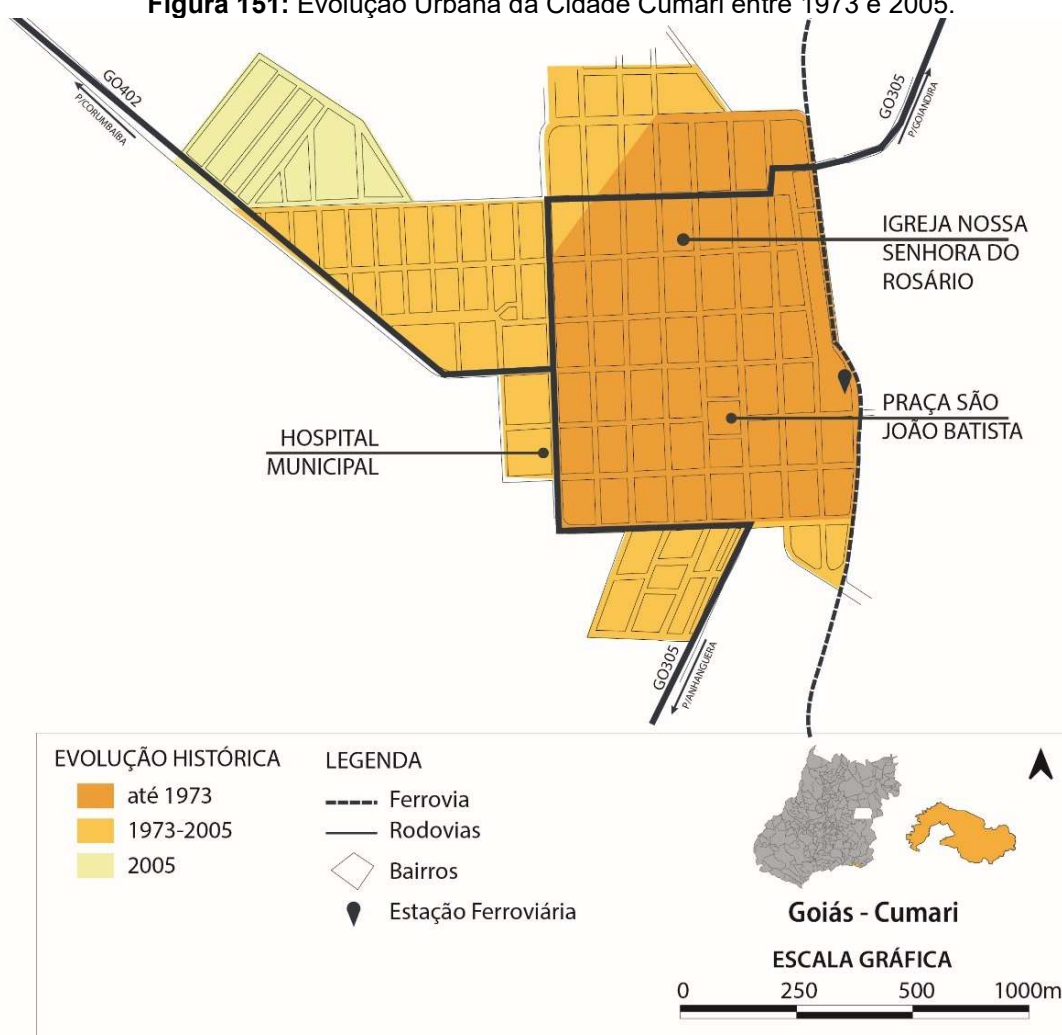 Figura 151: Evolução Urbana da Cidade Cumari entre 1973 e 2005.
GO402
P/CORUMBAÍBA
GO305
P/GOIANDIRA
IGREJA NOSSA
SENHORA DO
ROSÁRIO
PRAÇA SÃO
JOÃO BATISTA
HOSPITAL
MUNICIPAL
GO305
P/ANHANGUERA
EVOLUÇÃO HISTÓRICA
até 1973
1973-2005
2005
LEGENDA
Ferrovia
Rodovias
Bairros
Estação Ferroviária
Goiás - Cumari
ESCALA GRÁFICA
0 250 500 1000m